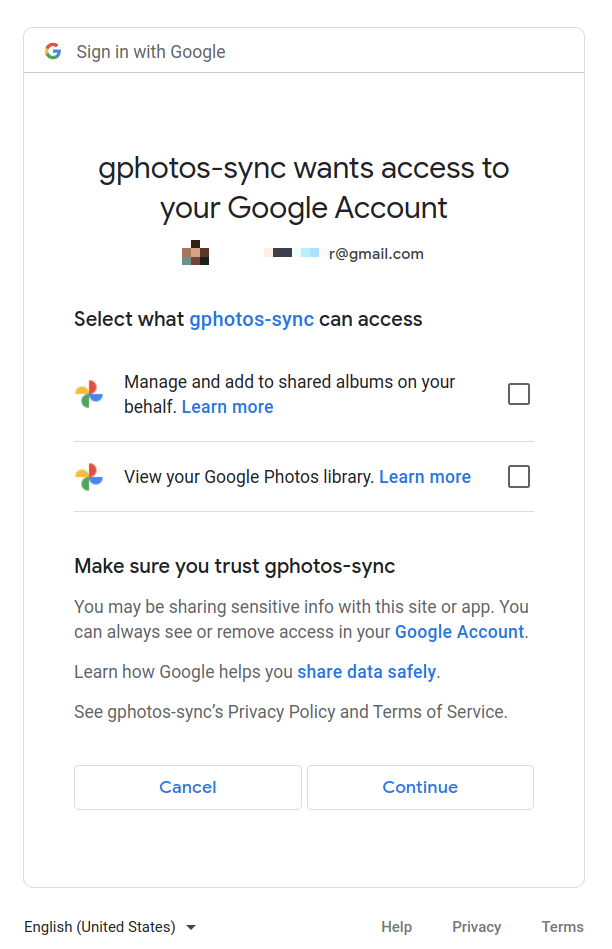 Sign in with Google
gphotos-sync wants access to
your Google Account
r@gmail.com
Select what gphotos-sync can access
Manage and add to shared albums on your
behalf. Learn more
View your Google Photos library. Learn more
Make sure you trust gphotos-sync
You may be sharing sensitive info with this site or app. You
can always see or remove access in your Google Account.
Learn how Google helps you share data safely.
See gphotos-sync’s Privacy Policy and Terms of Service.
Cancel Continue
English (United States) Help Privacy Terms